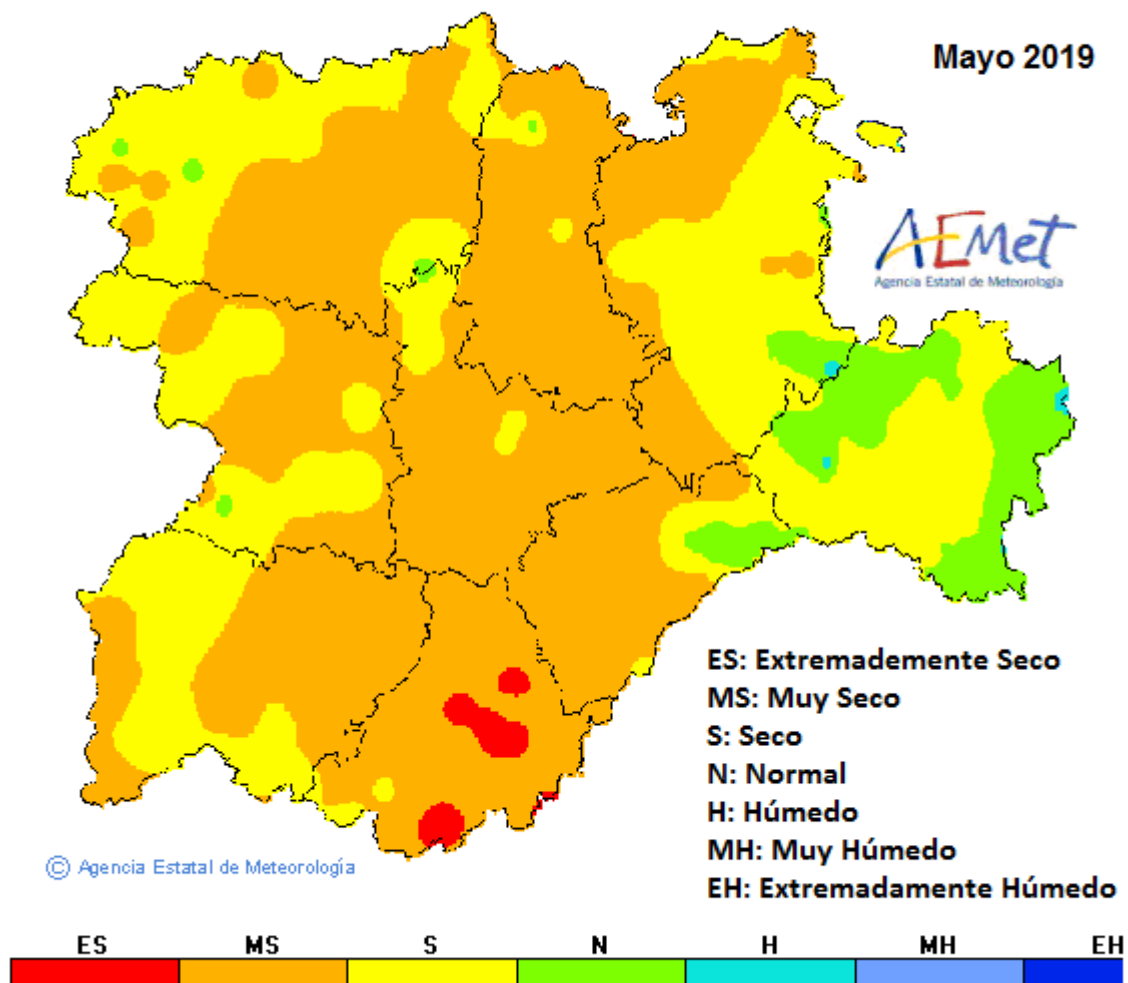 Mayo 2019
AEMet
Agencia Estatal de Meteorología
ES: Extremademente Seco
MS: Muy Seco
S: Seco
N: Normal
H: Húmedo
MH: Muy Húmedo
EH: Extremadamente Húmedo
© Agencia Estatal de Meteorología
ES MS S N H MH EH